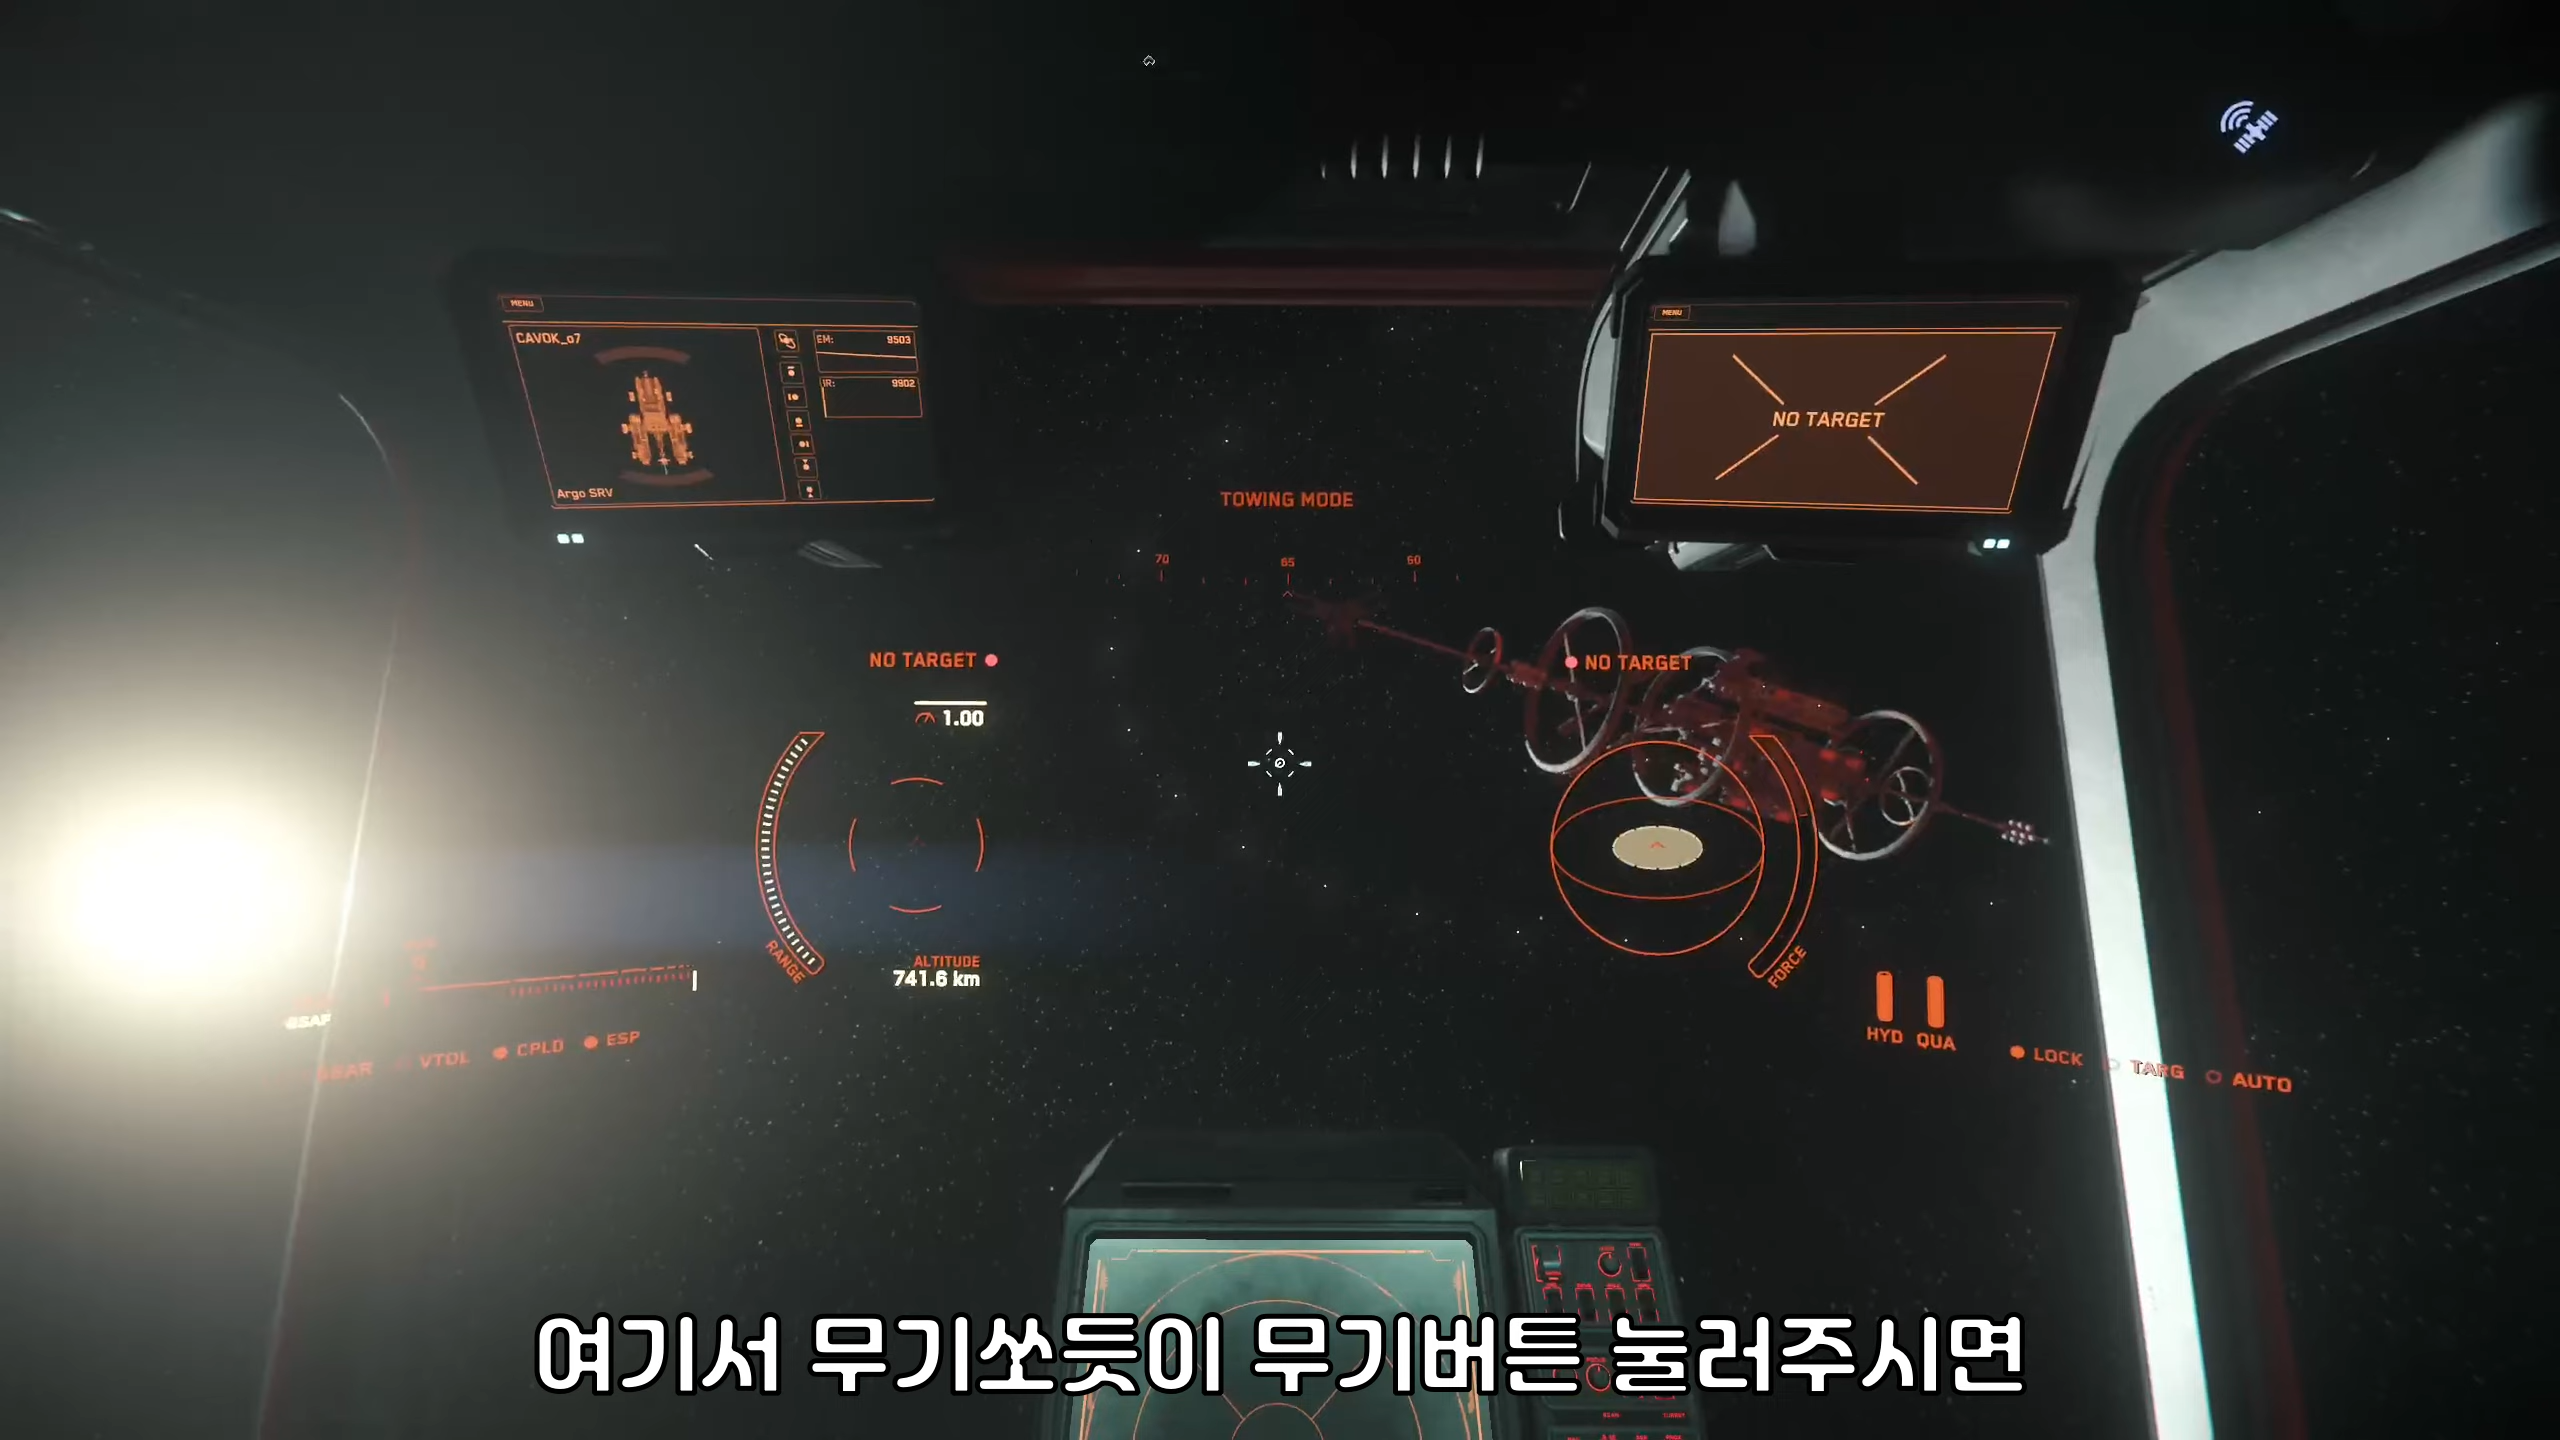 MENU
CAVOK_o7
EM: 9503
IR: 9902
Argo SRV
MENU
NO TARGET
TOWING MODE
70 65 60
NO TARGET
NO TARGET
1.00
RANGE
ALTITUDE
741.6 km
FORCE
HYD QUA
VTOL CPLD ESP
LOCK TARG AUTO
여기서 무기쏘듯이 무기버튼 눌러주시면